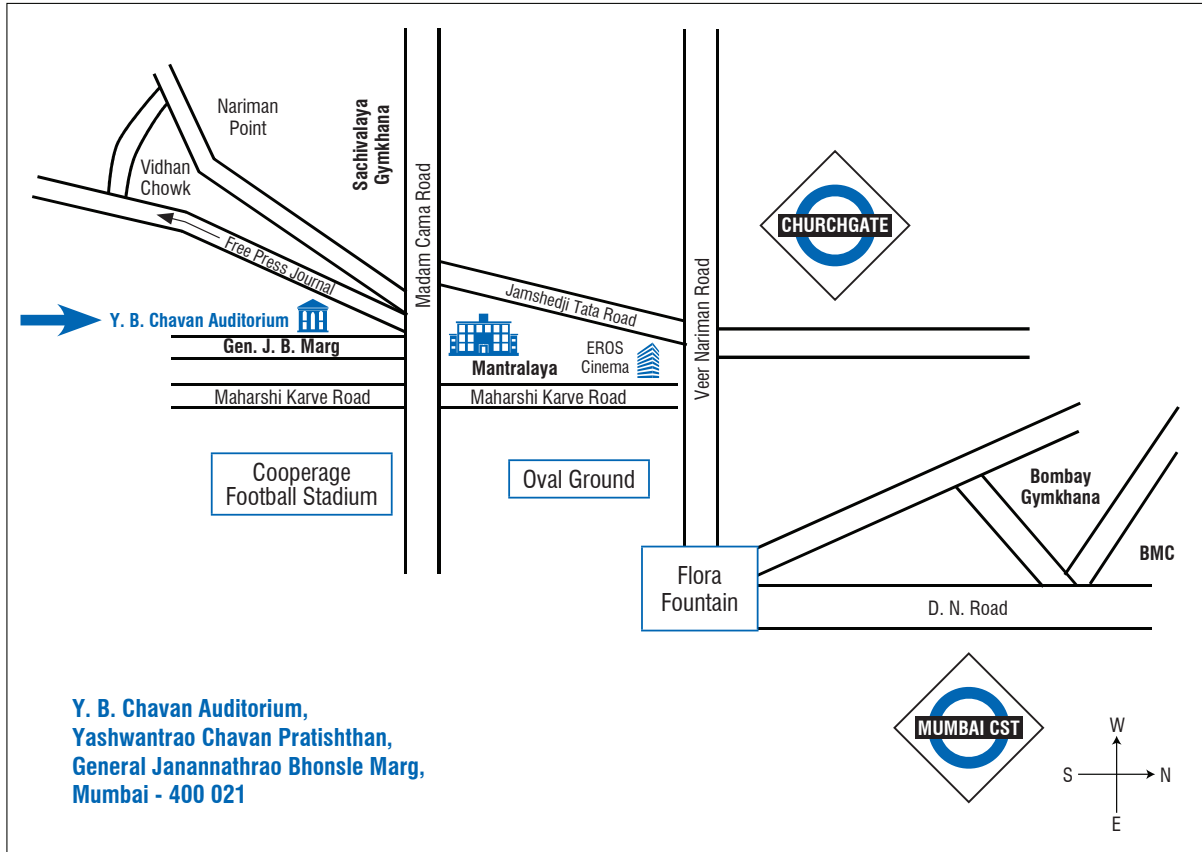 Nariman
Point
Sachivalaya
Gymkhana
Vidhan
Chowk
Madam Cama Road
CHURCHGATE
Free Press Journal
Jamshedji Tata Road
Veer Nariman Road
Y. B. Chavan Auditorium
Gen. J. B. Marg
EROS
Cinema
Mantralaya
Maharshi Karve Road
Maharshi Karve Road
Cooperage
Football Stadium
Oval Ground
Bombay
Gymkhana
BMC
Flora
Fountain
D. N. Road
Y. B. Chavan Auditorium,
Yashwantrao Chavan Pratishthan,
General Janannathrao Bhonsle Marg,
Mumbai - 400 021
MUMBAI CST
W
S
N
E